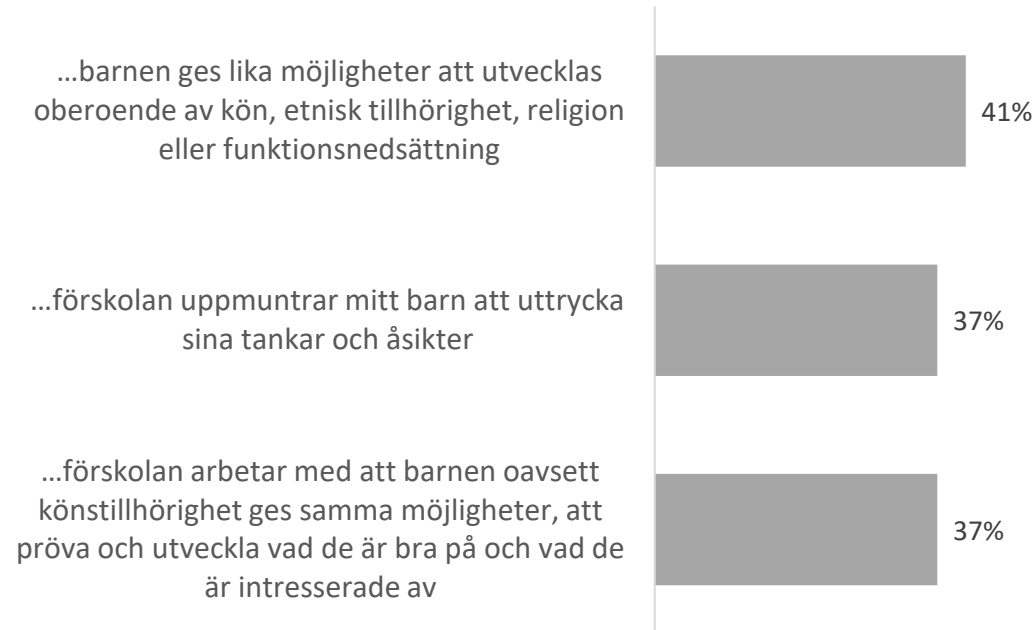 ...barnen ges lika möjligheter att utvecklas
oberoende av kön, etnisk tillhörighet, religion
eller funktionsnedsättning
41%
...förskolan uppmuntrar mitt barn att uttrycka
sina tankar och åsikter
37%
...förskolan arbetar med att barnen oavsett
könstillhörighet ges samma möjligheter, att
pröva och utveckla vad de är bra på och vad de
är intresserade av
37%